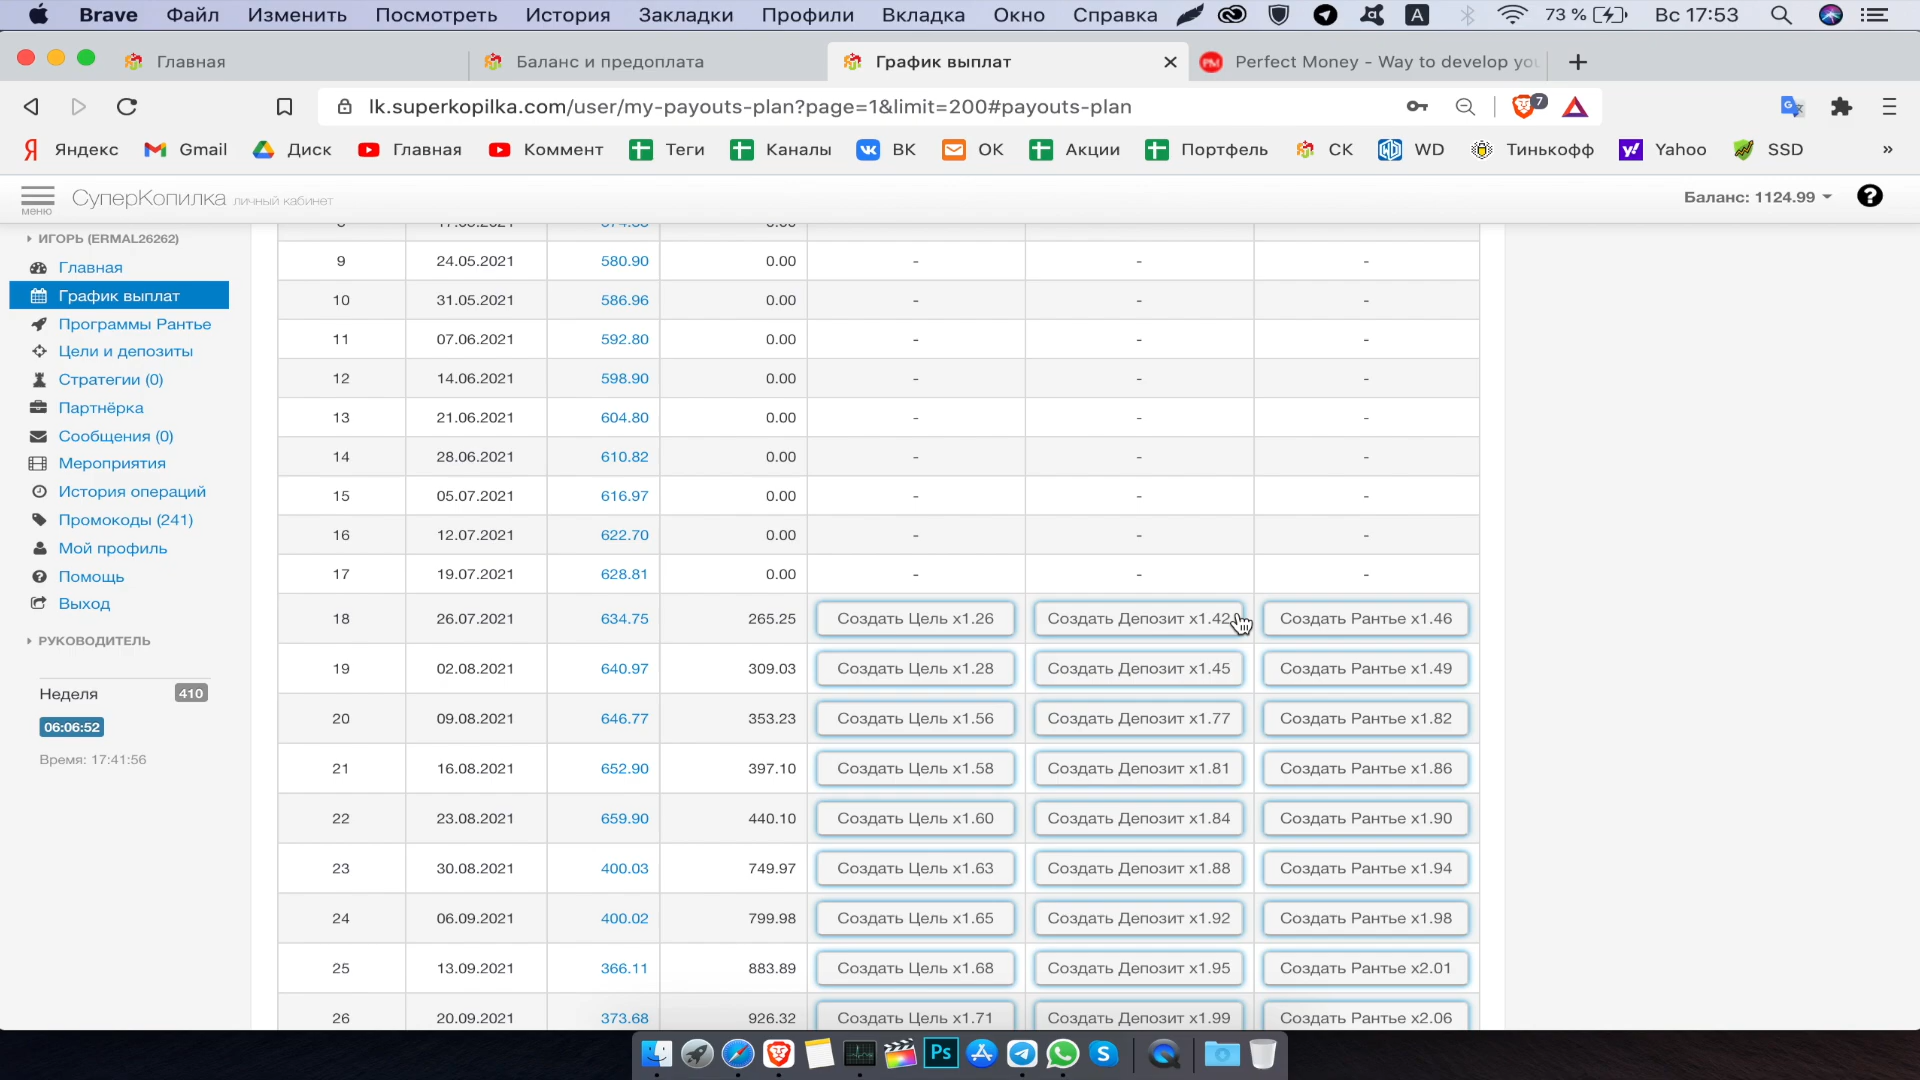 Brave Файл Изменить Посмотреть История Закладки Профили Вкладка Окно Справка A 73 % Вс 17:53
Главная Баланс и предоплата График выплат Perfect Money - Way to develop you
lk.superkopilka.com/user/my-payouts-plan?page=1&limit=200#payouts-plan 7
Яндекс Gmail Диск Главная Коммент Теги Каналы ВК ОК Акции Портфель СК WD Тинькофф Yahoo SSD »
МЕНЮ СуперКопилка личный кабинет Баланс: 1124.99
ИГОРЬ (ERMAL26262)
Главная
График выплат
Программы Рантье
Цели и депозиты
Стратегии (0)
Партнёрка
Сообщения (0)
Мероприятия
История операций
Промокоды (241)
Мой профиль
Помощь
Выход
РУКОВОДИТЕЛЬ
Неделя 410
06:06:52
Время: 17:41:56
9 24.05.2021 580.90 0.00 - - -
10 31.05.2021 586.96 0.00 - - -
11 07.06.2021 592.80 0.00 - - -
12 14.06.2021 598.90 0.00 - - -
13 21.06.2021 604.80 0.00 - - -
14 28.06.2021 610.82 0.00 - - -
15 05.07.2021 616.97 0.00 - - -
16 12.07.2021 622.70 0.00 - - -
17 19.07.2021 628.81 0.00 - - -
18 26.07.2021 634.75 265.25 Создать Цель x1.26 Создать Депозит x1.42 Создать Рантье x1.46
19 02.08.2021 640.97 309.03 Создать Цель x1.28 Создать Депозит x1.45 Создать Рантье x1.49
20 09.08.2021 646.77 353.23 Создать Цель x1.56 Создать Депозит x1.77 Создать Рантье x1.82
21 16.08.2021 652.90 397.10 Создать Цель x1.58 Создать Депозит x1.81 Создать Рантье x1.86
22 23.08.2021 659.90 440.10 Создать Цель x1.60 Создать Депозит x1.84 Создать Рантье x1.90
23 30.08.2021 400.03 749.97 Создать Цель x1.63 Создать Депозит x1.88 Создать Рантье x1.94
24 06.09.2021 400.02 799.98 Создать Цель x1.65 Создать Депозит x1.92 Создать Рантье x1.98
25 13.09.2021 366.11 883.89 Создать Цель x1.68 Создать Депозит x1.95 Создать Рантье x2.01
26 20.09.2021 373.68 926.32 Создать Цель x1.71 Создать Депозит x1.99 Создать Рантье x2.06
Ps